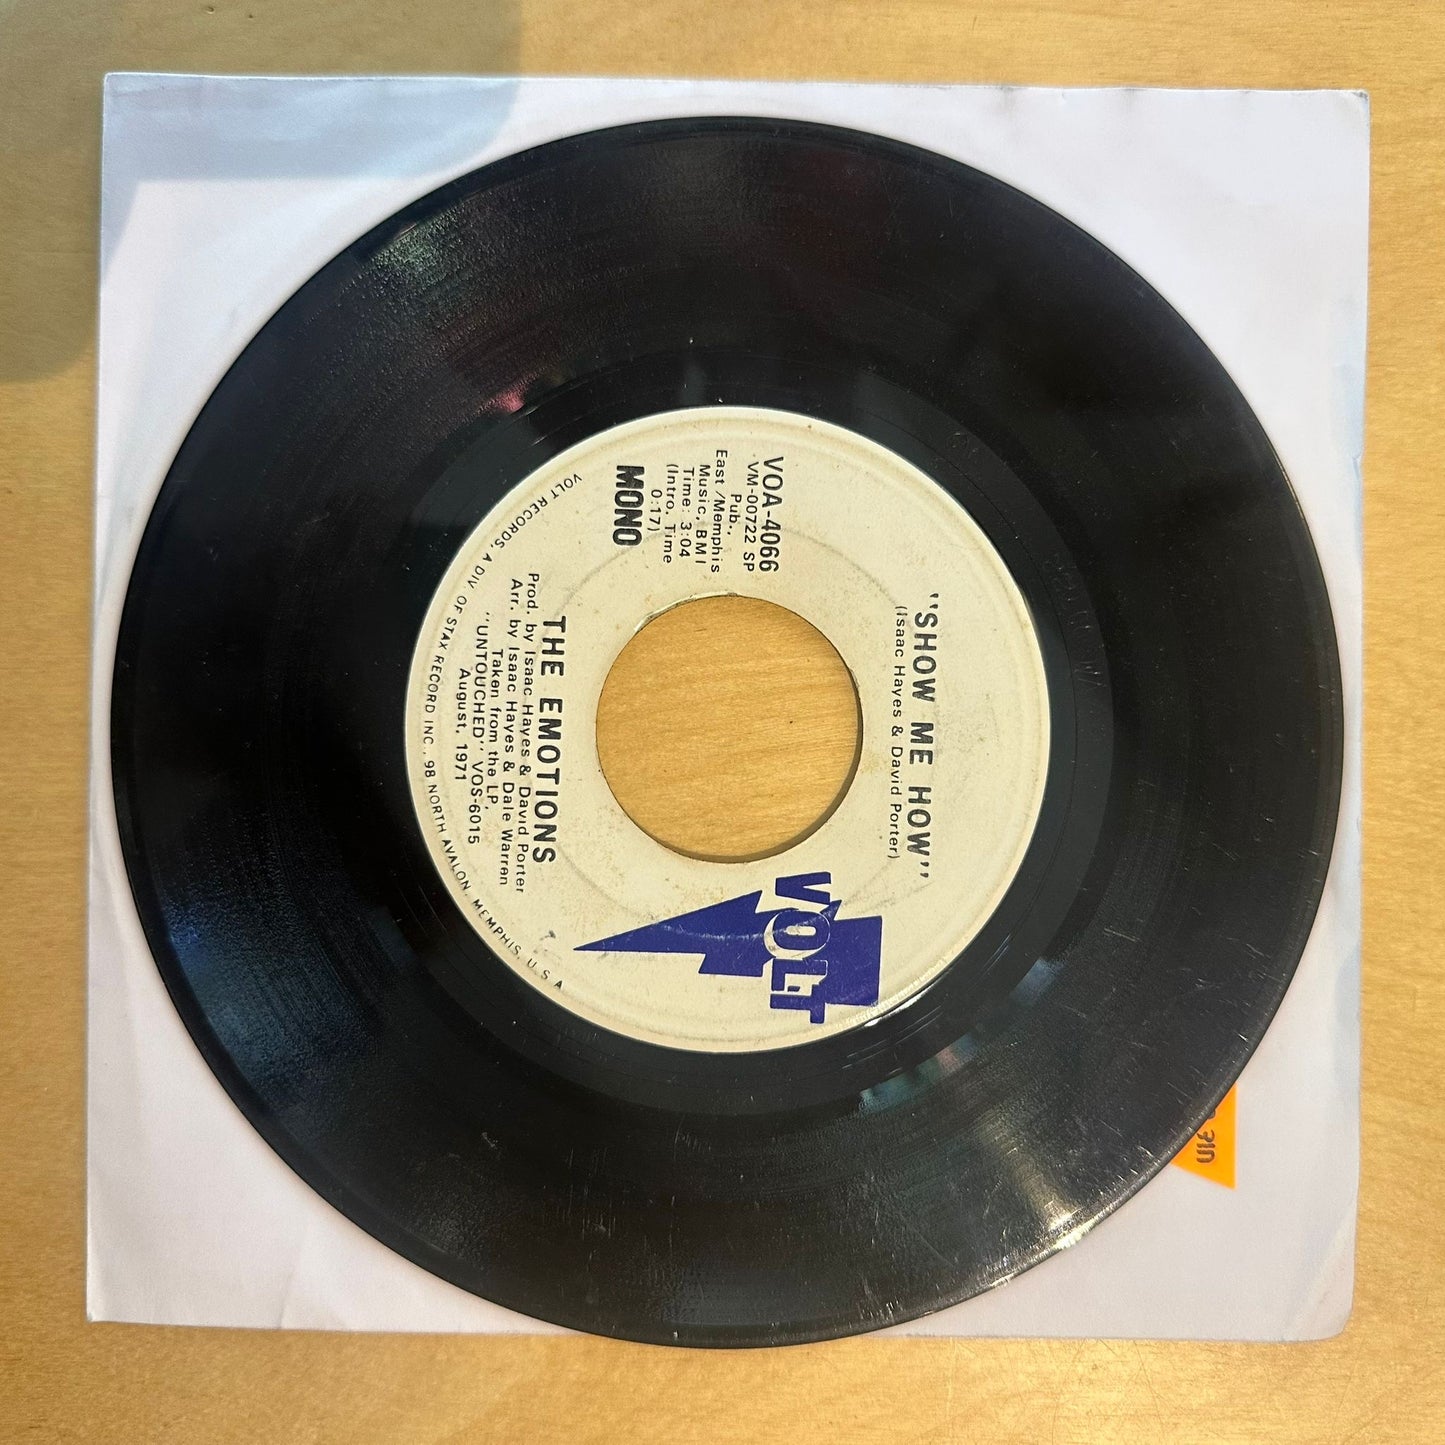 "SHOW ME HOW"
(Isaac Hayes & David Porter)
VOLT
VOA-4066
VM-00722 SP
Pub.,
East/Memphis
Music, BMI
Time: 3:04
(Intro. Time
0:17)
MONO
THE EMOTIONS
Prod. by Isaac Hayes & David Porter
Arr. by Isaac Hayes & Dale Warren
Taken from the LP,
"UNTOUCHED" VOS-6015
August, 1971
VOLT RECORDS, A DIV. OF STAX RECORD INC., 98 NORTH AVALON, MEMPHIS, U.S.A